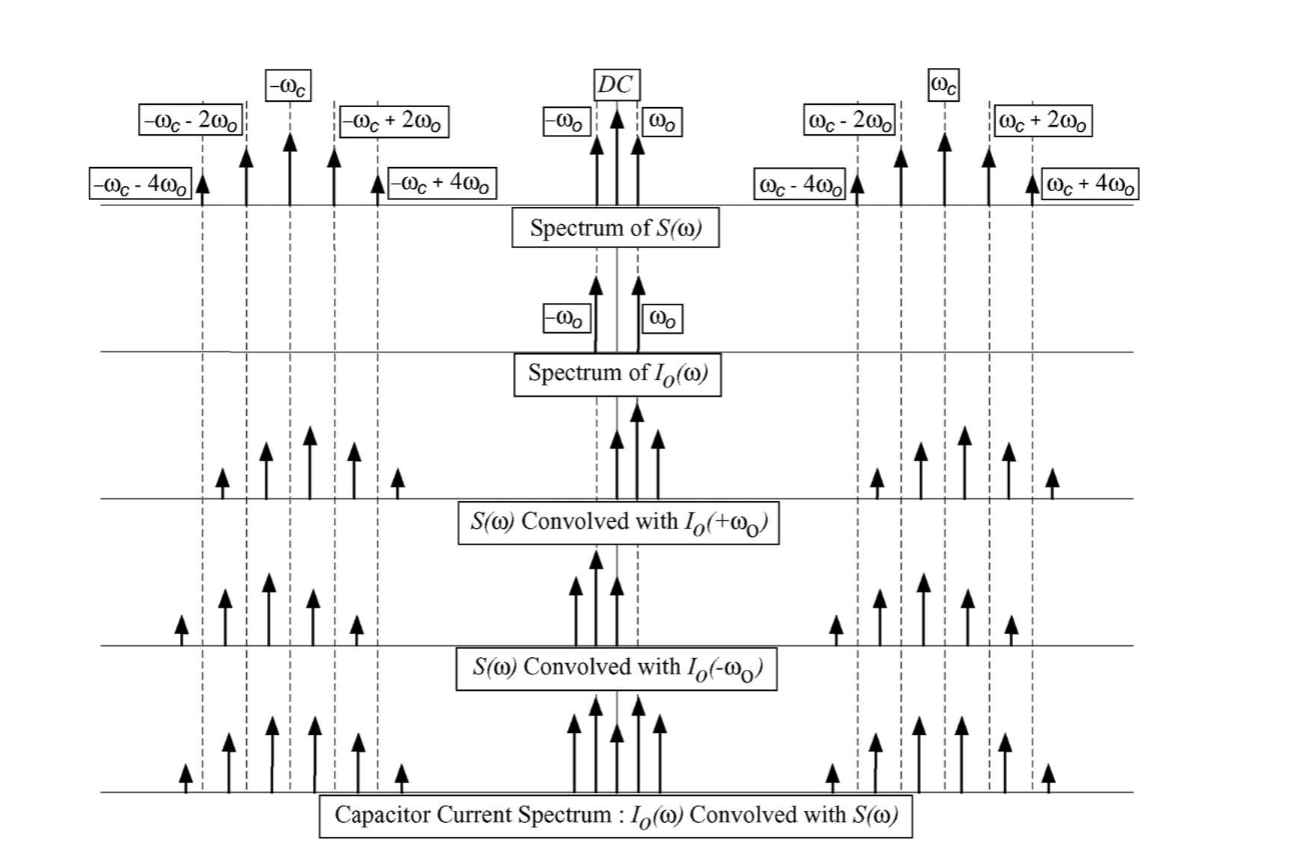 −ωc DC ωc
−ωc - 2ωo −ωc + 2ωo −ωo ωo ωc - 2ωo ωc + 2ωo
−ωc - 4ωo −ωc + 4ωo ωc - 4ωo ωc + 4ωo
Spectrum of S(ω)
−ωo ωo
Spectrum of IO(ω)
S(ω) Convolved with IO(+ωO)
S(ω) Convolved with IO(-ωO)
Capacitor Current Spectrum : IO(ω) Convolved with S(ω)